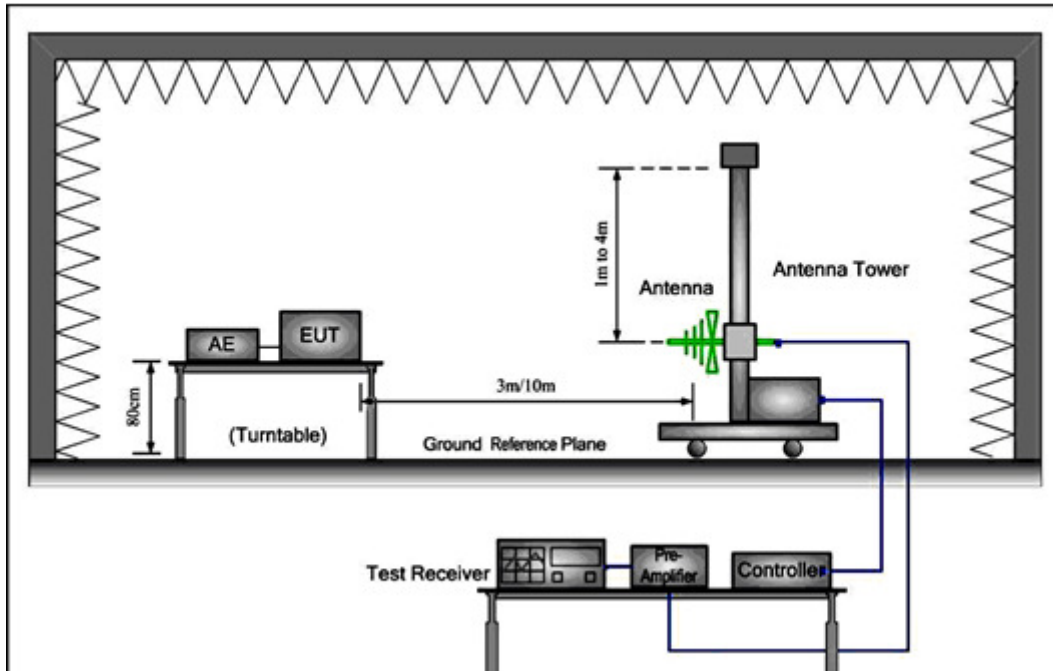 1m to 4m
Antenna
Antenna Tower
AE
EUT
80cm
(Turntable)
3m/10m
Ground Reference Plane
Test Receiver
Pre-
Amplifier
Controller